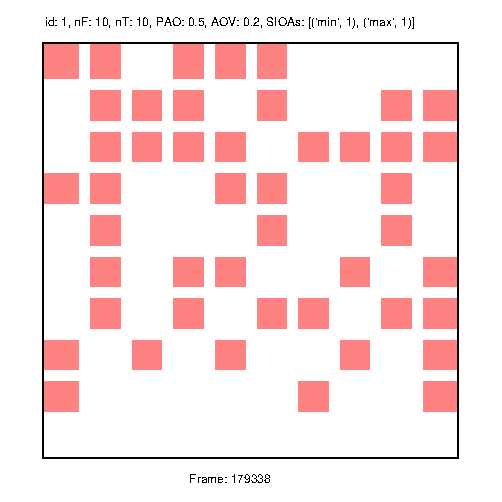 id: 1, nF: 10, nT: 10, PAO: 0.5, AOV: 0.2, SIOAs: [('min', 1), ('max', 1)]
Frame: 179338